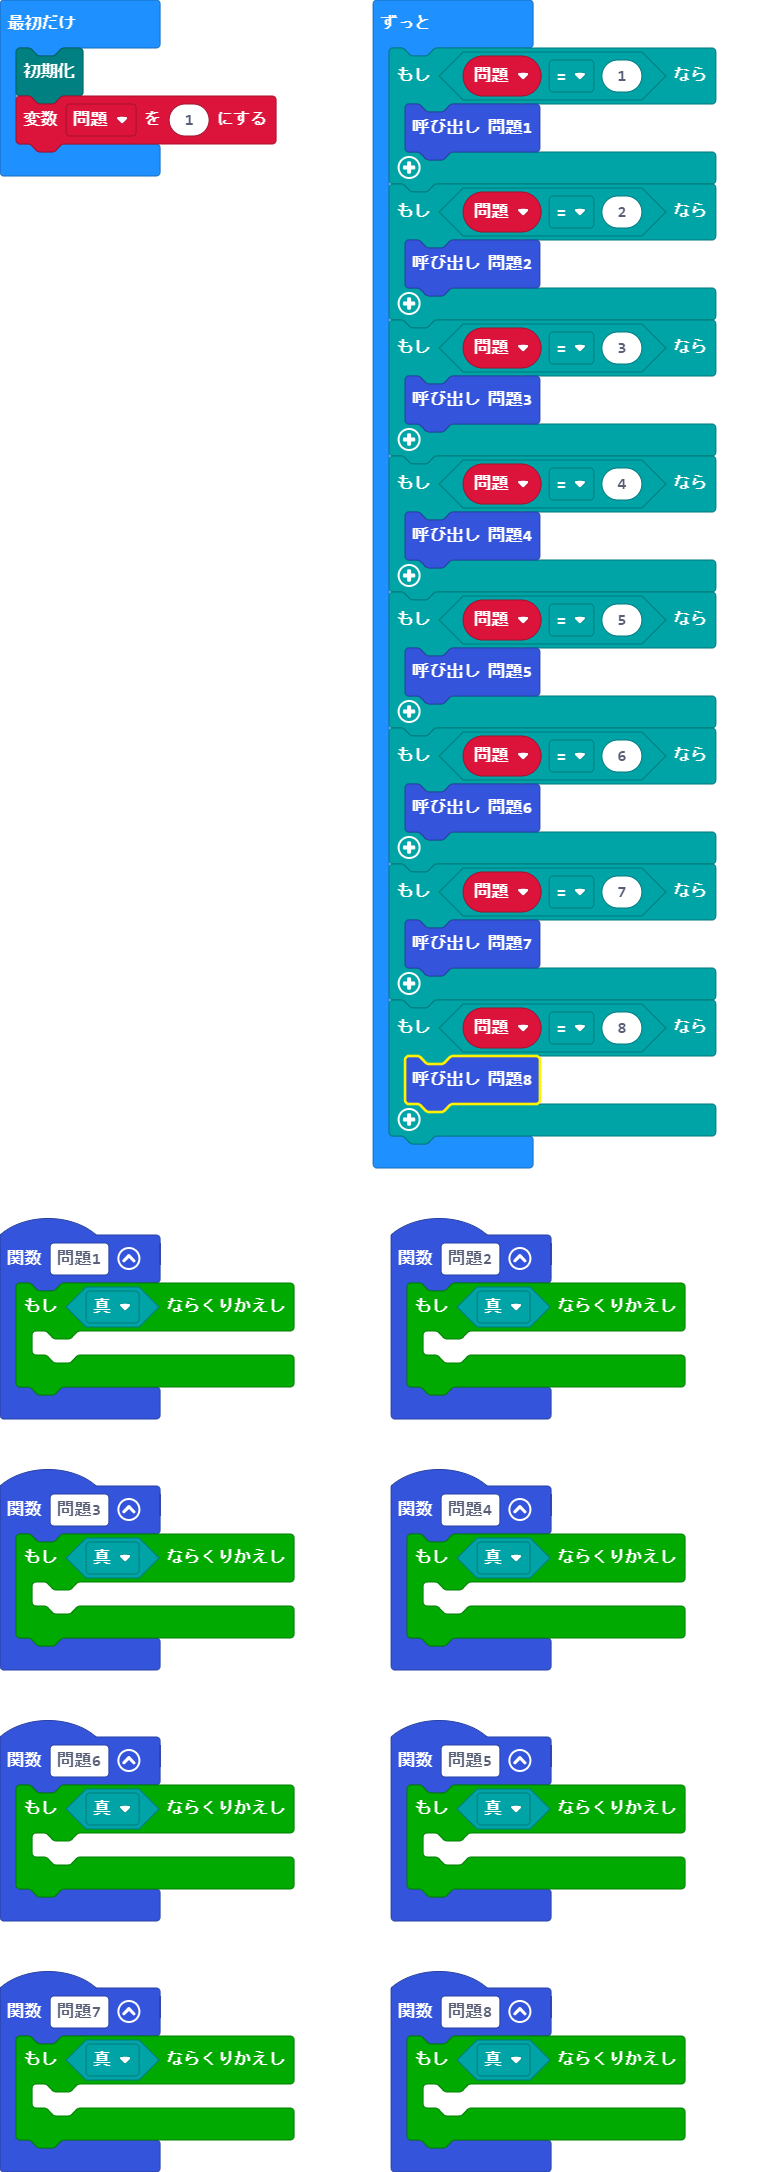 最初だけ
初期化
変数 問題 を 1 にする
ずっと
もし 問題 = 1 なら
呼び出し 問題1
もし 問題 = 2 なら
呼び出し 問題2
もし 問題 = 3 なら
呼び出し 問題3
もし 問題 = 4 なら
呼び出し 問題4
もし 問題 = 5 なら
呼び出し 問題5
もし 問題 = 6 なら
呼び出し 問題6
もし 問題 = 7 なら
呼び出し 問題7
もし 問題 = 8 なら
呼び出し 問題8
関数 問題1
もし 真 ならくりかえし
関数 問題2
もし 真 ならくりかえし
関数 問題3
もし 真 ならくりかえし
関数 問題4
もし 真 ならくりかえし
関数 問題6
もし 真 ならくりかえし
関数 問題5
もし 真 ならくりかえし
関数 問題7
もし 真 ならくりかえし
関数 問題8
もし 真 ならくりかえし